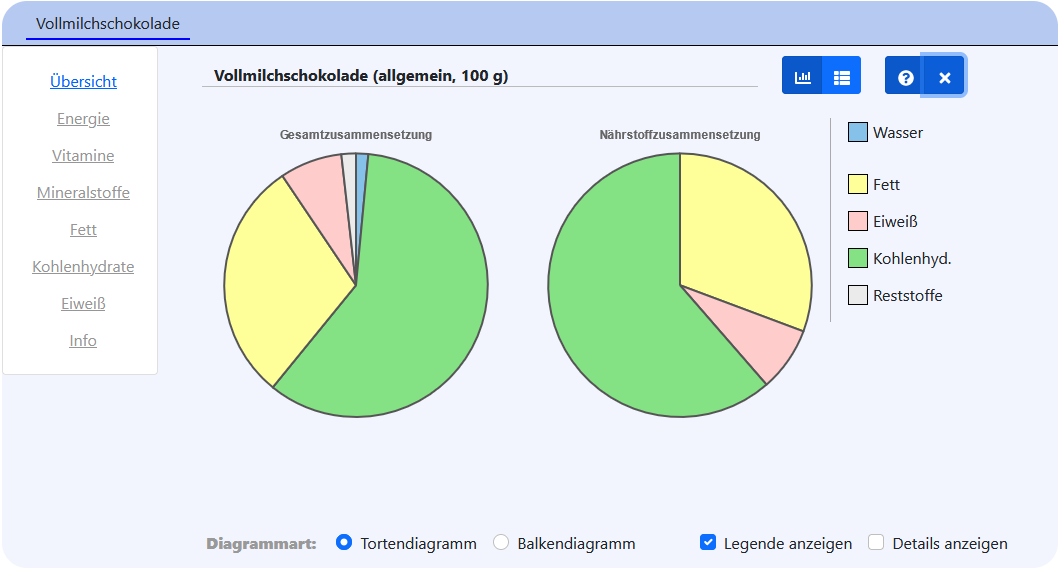 Vollmilchschokolade
Übersicht
Energie
Vitamine
Mineralstoffe
Fett
Kohlenhydrate
Eiweiß
Info
Vollmilchschokolade (allgemein, 100 g)
Gesamtzusammensetzung
Nährstoffzusammensetzung
Wasser
Fett
Eiweiß
Kohlenhyd.
Reststoffe
Diagrammart: Tortendiagramm Balkendiagramm Legende anzeigen Details anzeigen